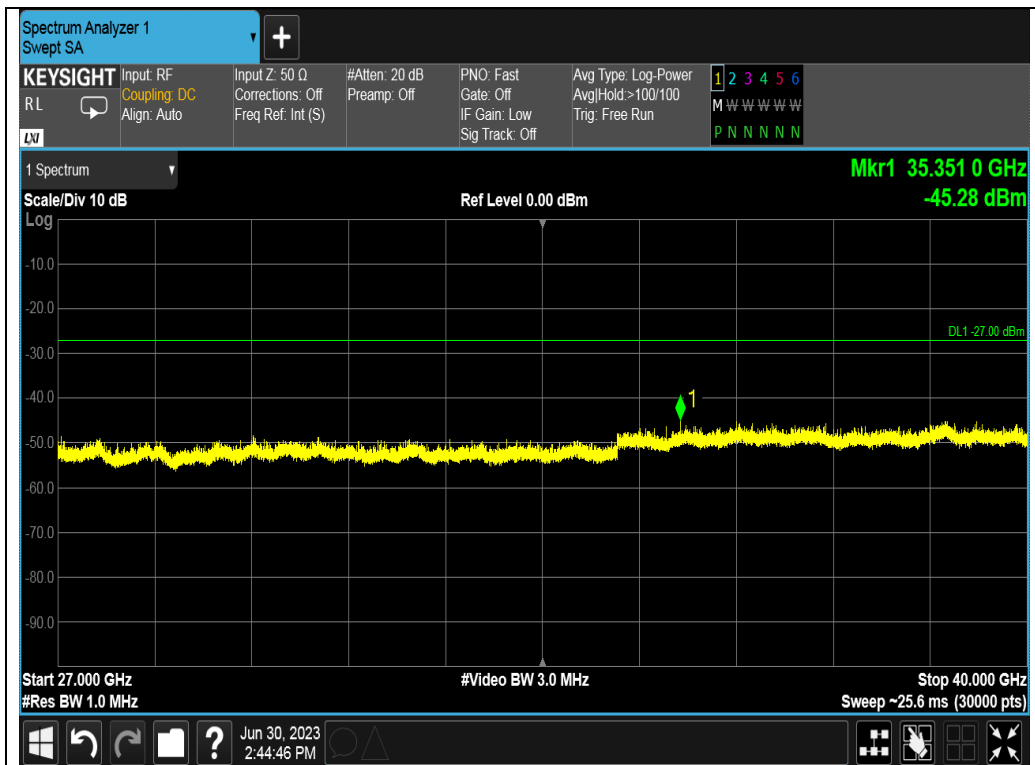 Spectrum Analyzer 1
Swept SA
KEYSIGHT
RL
LXI
Input: RF
Coupling: DC
Align: Auto
Input Z: 50 Ω
Corrections: Off
Freq Ref: Int (S)
#Atten: 20 dB
Preamp: Off
PNO: Fast
Gate: Off
IF Gain: Low
Sig Track: Off
Avg Type: Log-Power
Avg|Hold:>100/100
Trig: Free Run
1 2 3 4 5 6
M W W W W W
P N N N N N
1 Spectrum
Mkr1 35.351 0 GHz
-45.28 dBm
Scale/Div 10 dB
Ref Level 0.00 dBm
Log
-10.0
-20.0
DL1 -27.00 dBm
-30.0
-40.0
1
-50.0
-60.0
-70.0
-80.0
-90.0
Start 27.000 GHz
#Video BW 3.0 MHz
Stop 40.000 GHz
#Res BW 1.0 MHz
Sweep ~25.6 ms (30000 pts)
?
Jun 30, 2023
2:44:46 PM